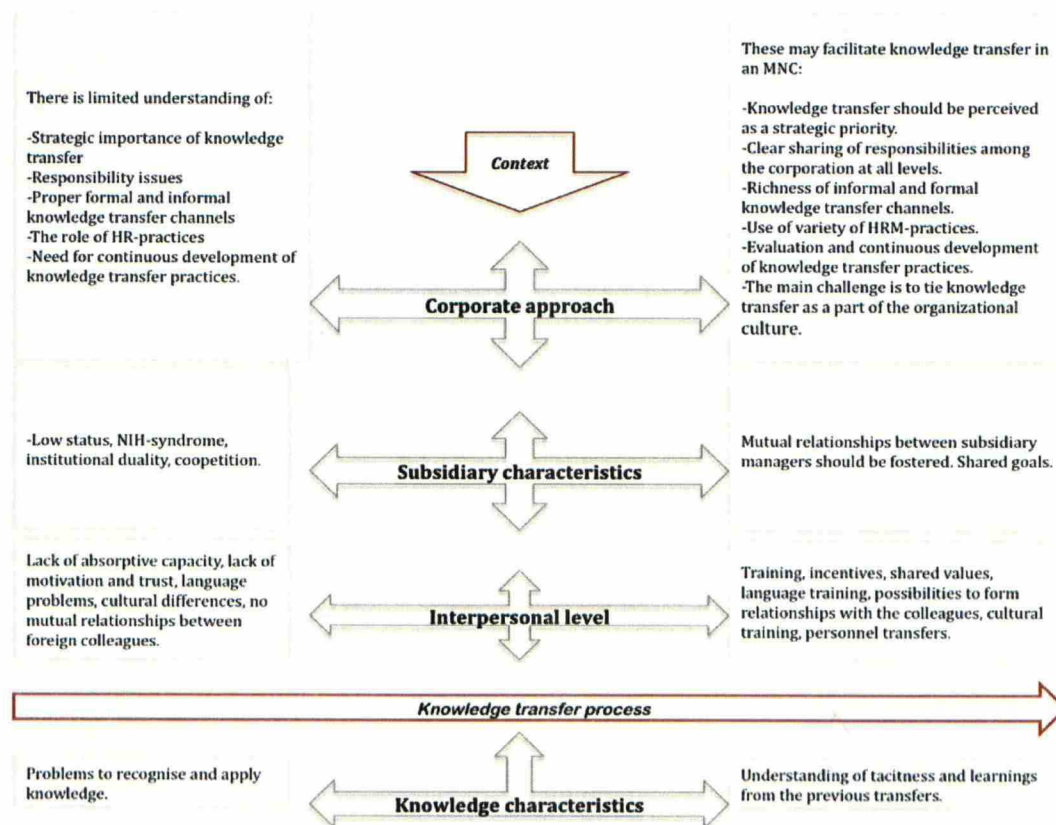 There is limited understanding of:
-Strategic importance of knowledge
transfer
-Responsibility issues
-Proper formal and informal
knowledge transfer channels
-The role of HR-practices
-Need for continuous development of
knowledge transfer practices.
Context
These may facilitate knowledge transfer in
an MNC:
-Knowledge transfer should be perceived
as a strategic priority.
-Clear sharing of responsibilities among
the corporation at all levels.
-Richness of informal and formal
knowledge transfer channels.
-Use of variety of HRM-practices.
-Evaluation and continuous development
of knowledge transfer practices.
-The main challenge is to tie knowledge
transfer as a part of the organizational
culture.
Corporate approach
-Low status, NIH-syndrome,
institutional duality, coopetition.
Subsidiary characteristics
Mutual relationships between subsidiary
managers should be fostered. Shared goals.
Lack of absorptive capacity, lack of
motivation and trust, language
problems, cultural differences, no
mutual relationships between
foreign colleagues.
Interpersonal level
Training, incentives, shared values,
language training, possibilities to form
relationships with the colleagues, cultural
training, personnel transfers.
Knowledge transfer process
Problems to recognise and apply
knowledge.
Knowledge characteristics
Understanding of tacitness and learnings
from the previous transfers.